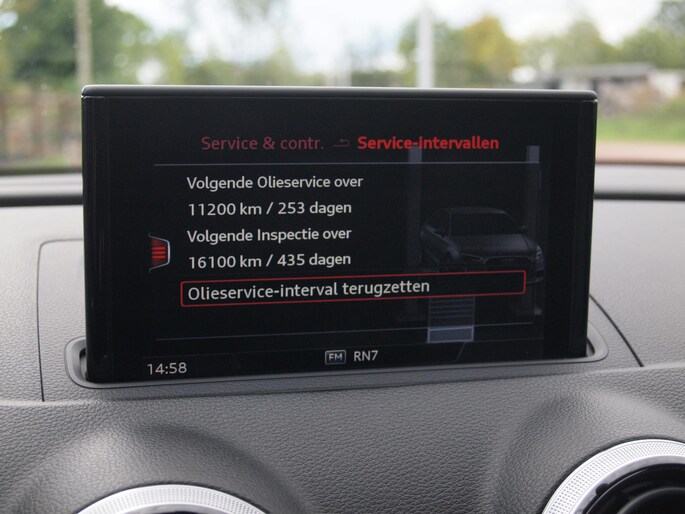 Service & contr. Service-intervallen
Volgende Olieservice over
11200 km / 253 dagen
Volgende Inspectie over
16100 km / 435 dagen
Olieservice-interval terugzetten
14:58 FM RN7